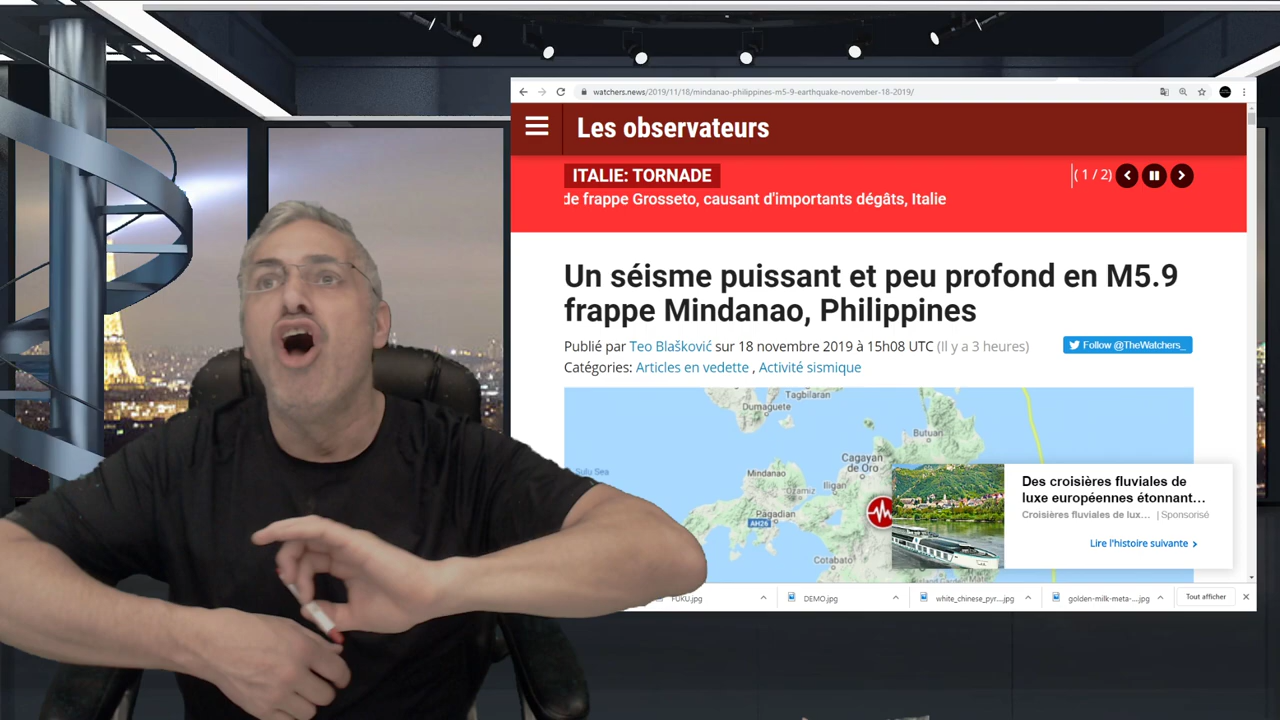 watchers.news/2019/11/18/mindanao-philippines-m5-9-earthquake-november-18-2019/
Les observateurs
ITALIE: TORNADE
( 1 / 2)
de frappe Grosseto, causant d'importants dégâts, Italie
Un séisme puissant et peu profond en M5.9
frappe Mindanao, Philippines
Publié par Teo Blašković sur 18 novembre 2019 à 15h08 UTC (Il y a 3 heures)
Follow @TheWatchers_
Catégories: Articles en vedette , Activité sismique
Tagbilaran
Dumaguete
Butuan
Cagayan
de Oro
Sulu Sea
Mindanao
Ozamiz
Iligan
Pagadian
AH26
Cotabato
Des croisières fluviales de
luxe européennes étonnant...
Croisières fluviales de lux... | Sponsorisé
Lire l'histoire suivante >
FUKU.jpg
DEMO.jpg
white_chinese_pyr....jpg
golden-milk-meta-....jpg
Tout afficher